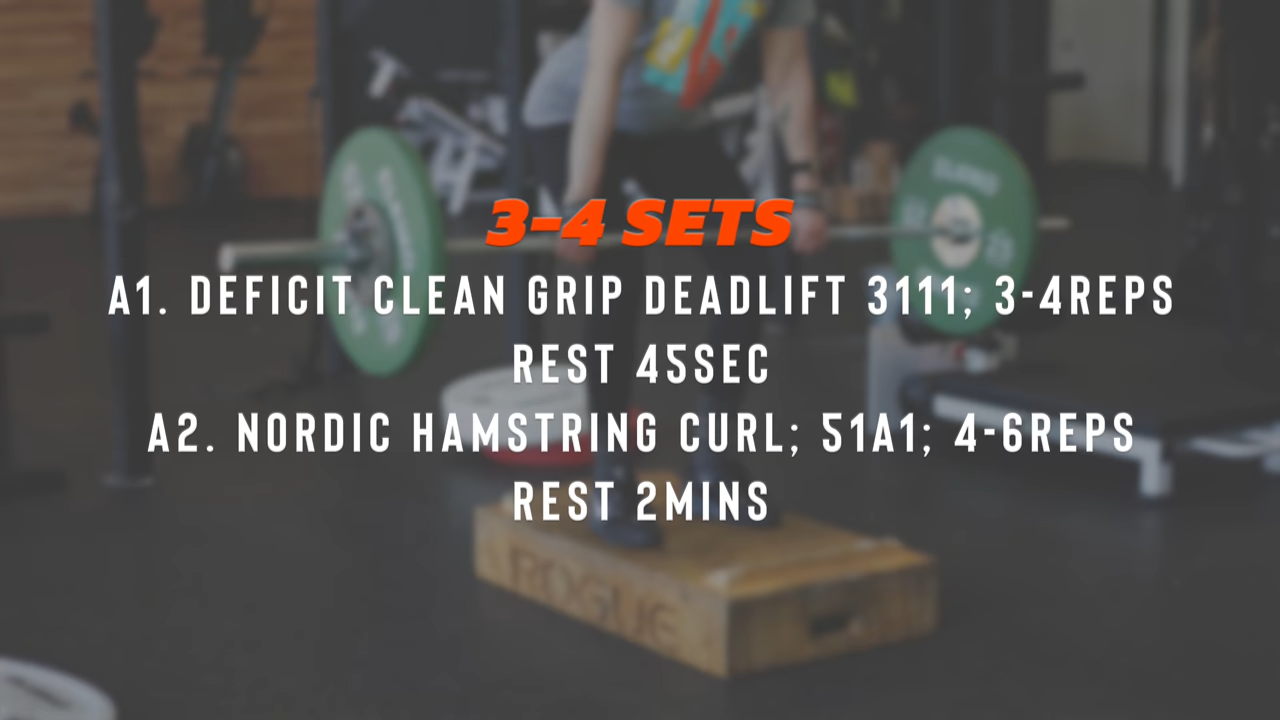 3-4 SETS
A1. DEFICIT CLEAN GRIP DEADLIFT 3111; 3-4REPS
REST 45SEC
A2. NORDIC HAMSTRING CURL; 51A1; 4-6REPS
REST 2MINS
ROGUE